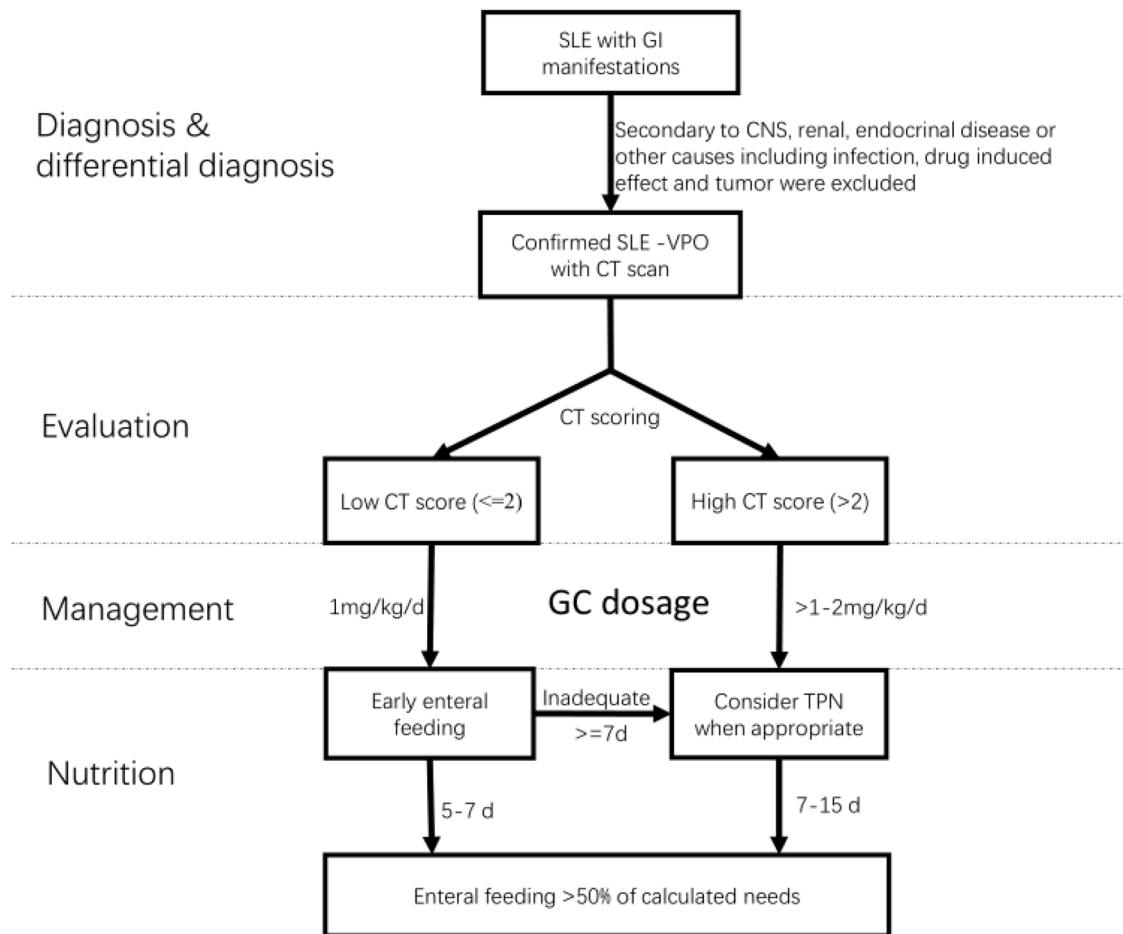 SLE with GI
manifestations
Diagnosis &
differential diagnosis
Secondary to CNS, renal, endocrinal disease or
other causes including infection, drug induced
effect and tumor were excluded
Confirmed SLE -VPO
with CT scan
Evaluation
CT scoring
Low CT score (<=2)
High CT score (>2)
Management
1mg/kg/d
GC dosage
>1-2mg/kg/d
Nutrition
Early enteral
feeding
Inadequate
>=7d
Consider TPN
when appropriate
5-7 d
7-15 d
Enteral feeding >50% of calculated needs